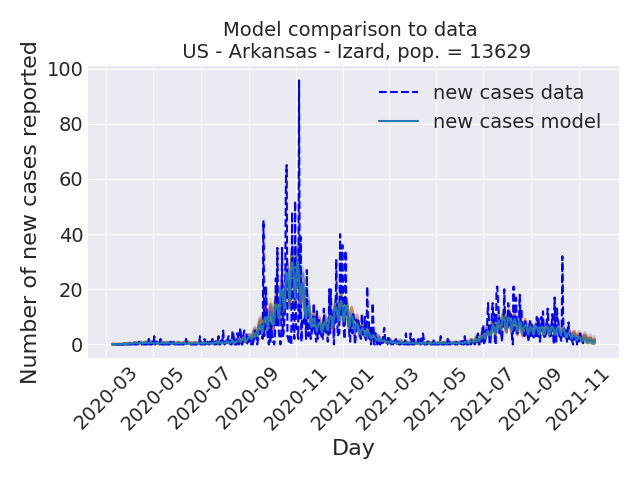 Model comparison to data
US - Arkansas - Izard, pop. = 13629
Number of new cases reported
100
80
60
40
20
0
new cases data
new cases model
2020-03
2020-05
2020-07
2020-09
2020-11
2021-01
2021-03
2021-05
2021-07
2021-09
2021-11
Day